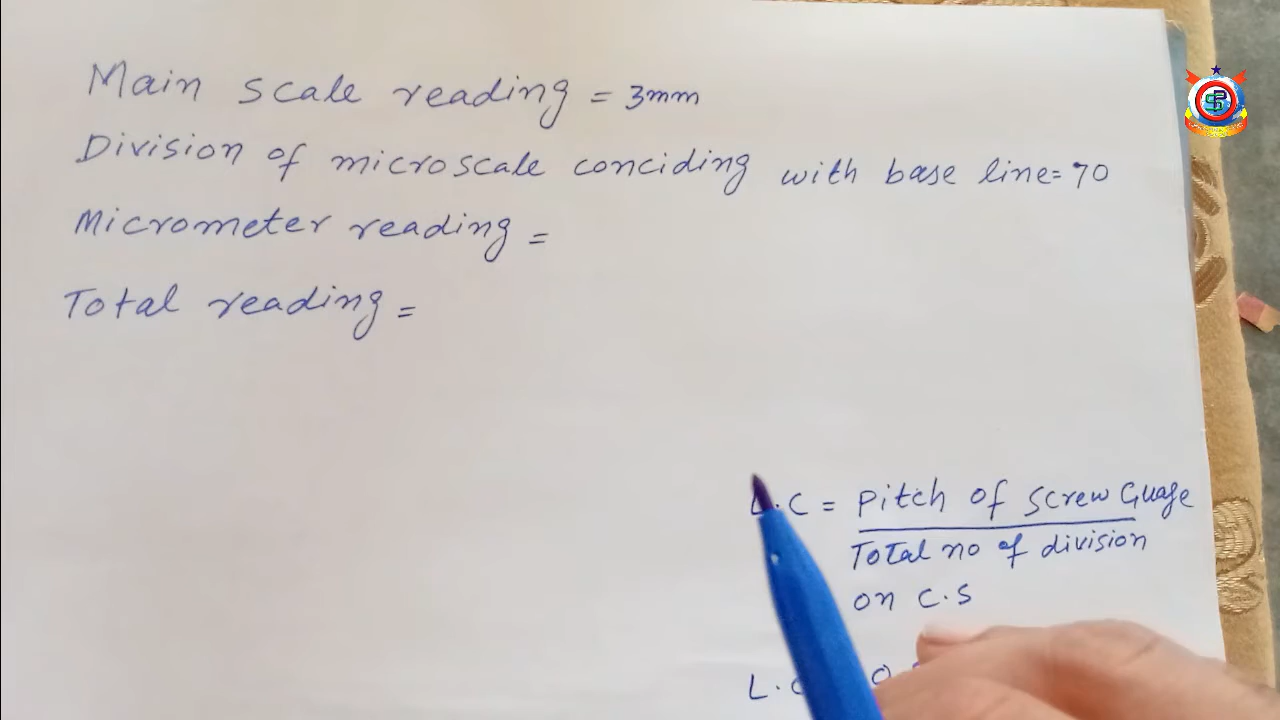 Main scale reading = 3mm
Division of microscale conciding with base line = 70
Micrometer reading =
Total reading =
L.C = Pitch of screw Guage
Total no of division
on C.S
L.C